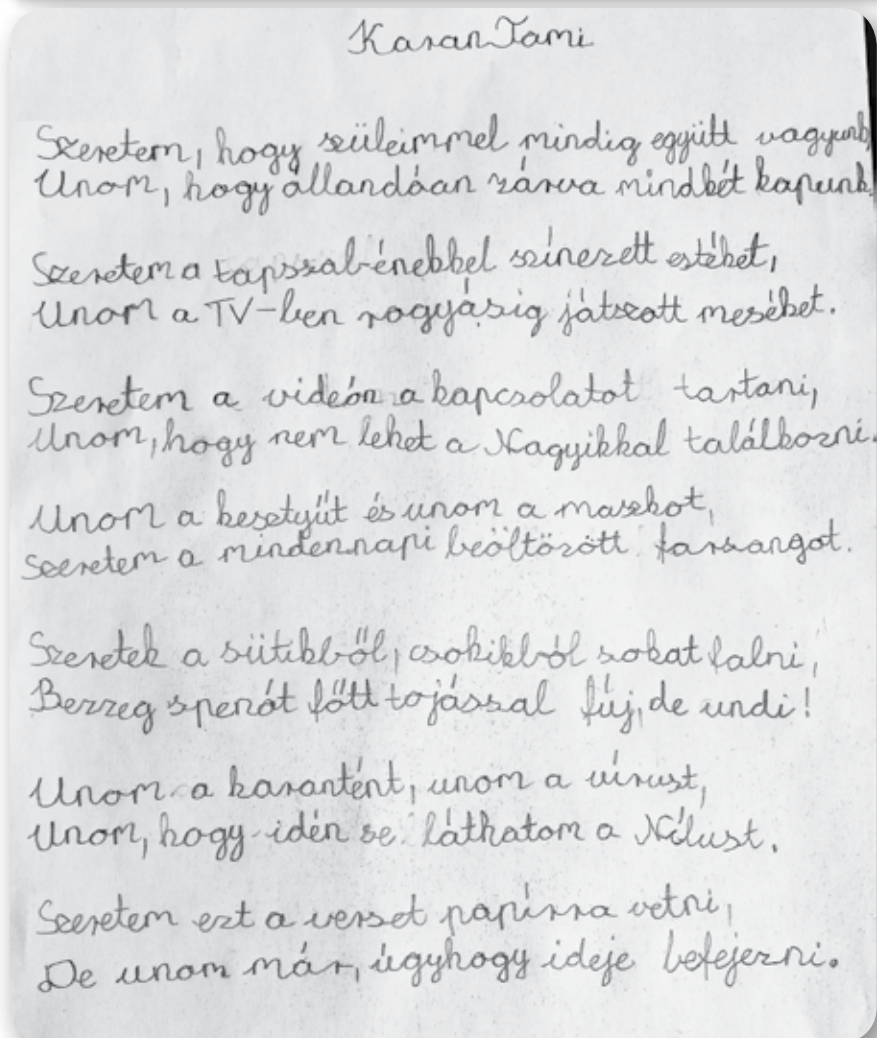 KaranTami
Szeretem, hogy szüleimmel mindig együtt vagyunk,
Unom, hogy állandóan zárva mindkét kapunk.
Szeretem a tapssal-énekkel színezett estéket,
Unom a TV-ben rogyásig játszott meséket.
Szeretem a videón a kapcsolatot tartani,
Unom, hogy nem lehet a Nagyikkal találkozni.
Unom a kesztyűt és unom a maszkot,
Szeretem a mindennapi beöltözött farsangot.
Szeretek a sütikből, csokikból sokat falni,
Bezzeg spenót főtt tojással fúj, de undi!
Unom a karantént, unom a vírust,
Unom, hogy idén se láthatom a Nílust.
Szeretem ezt a verset papírra vetni,
De unom már, úgyhogy ideje befejezni.